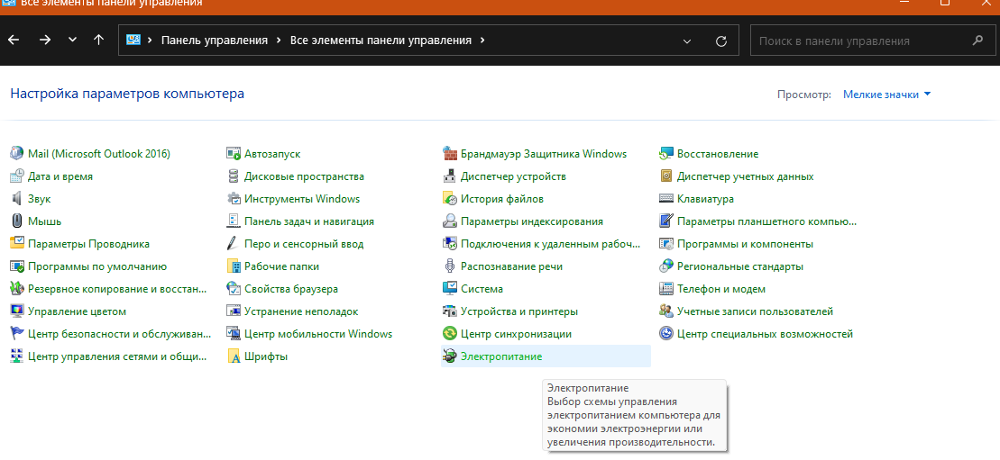 Все элементы панели управления
Панель управления Все элементы панели управления
Поиск в панели управления
Настройка параметров компьютера
Просмотр: Мелкие значки
Mail (Microsoft Outlook 2016) Автозапуск Брандмауэр Защитника Windows Восстановление
Дата и время Дисковые пространства Диспетчер устройств Диспетчер учетных данных
Звук Инструменты Windows История файлов Клавиатура
Мышь Панель задач и навигация Параметры индексирования Параметры планшетного компью...
Параметры Проводника Перо и сенсорный ввод Подключения к удаленным рабоч... Программы и компоненты
Программы по умолчанию Рабочие папки Распознавание речи Региональные стандарты
Резервное копирование и восстан... Свойства браузера Система Телефон и модем
Управление цветом Устранение неполадок Устройства и принтеры Учетные записи пользователей
Центр безопасности и обслуживан... Центр мобильности Windows Центр синхронизации Центр специальных возможностей
Центр управления сетями и общи... Шрифты Электропитание
Электропитание
Выбор схемы управления
электропитанием компьютера для
экономии электроэнергии или
увеличения производительности.